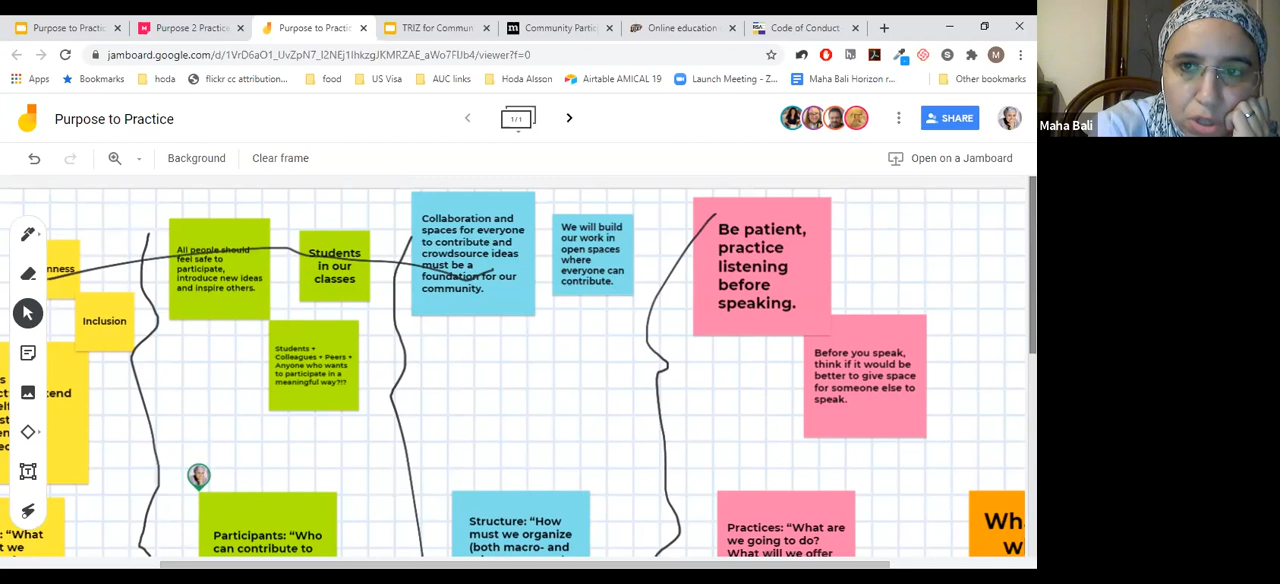 Purpose to Practic
Purpose 2 Practice
Purpose to Practic
TRIZ for Commun
Community Partic
Online education
Code of Conduct
jamboard.google.com/d/1VrD6aO1_UvZpN7_I2NEj1IhkzgJKMRZAE_aWo7FIJb4/viewer?f=0
Apps
Bookmarks
hoda
flickr cc attribution...
food
US Visa
AUC links
Hoda Alsson
Airtable AMICAL 19
Launch Meeting - Z...
Maha Bali Horizon r...
Other bookmarks
Purpose to Practice
1/1
SHARE
Background
Clear frame
Open on a Jamboard
Maha Bali
nness
Inclusion
All people should
feel safe to
participate,
introduce new ideas
and inspire others.
Students
in our
classes
Students +
Colleagues + Peers +
Anyone who wants
to participate in a
meaningful way?!?
Collaboration and
spaces for everyone
to contribute and
crowdsource ideas
must be a
foundation for our
community.
We will build
our work in
open spaces
where
everyone can
contribute.
Be patient,
practice
listening
before
speaking.
Before you speak,
think if it would be
better to give space
for someone else to
speak.
tend
: "What
Participants: "Who
can contribute to
Structure: "How
must we organize
(both macro- and
Practices: "What are
we going to do?
What will we offer
Wh
W